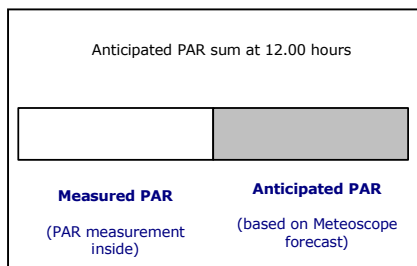 Anticipated PAR sum at 12.00 hours
Measured PAR
(PAR measurement
inside)
Anticipated PAR
(based on Meteoscope
forecast)